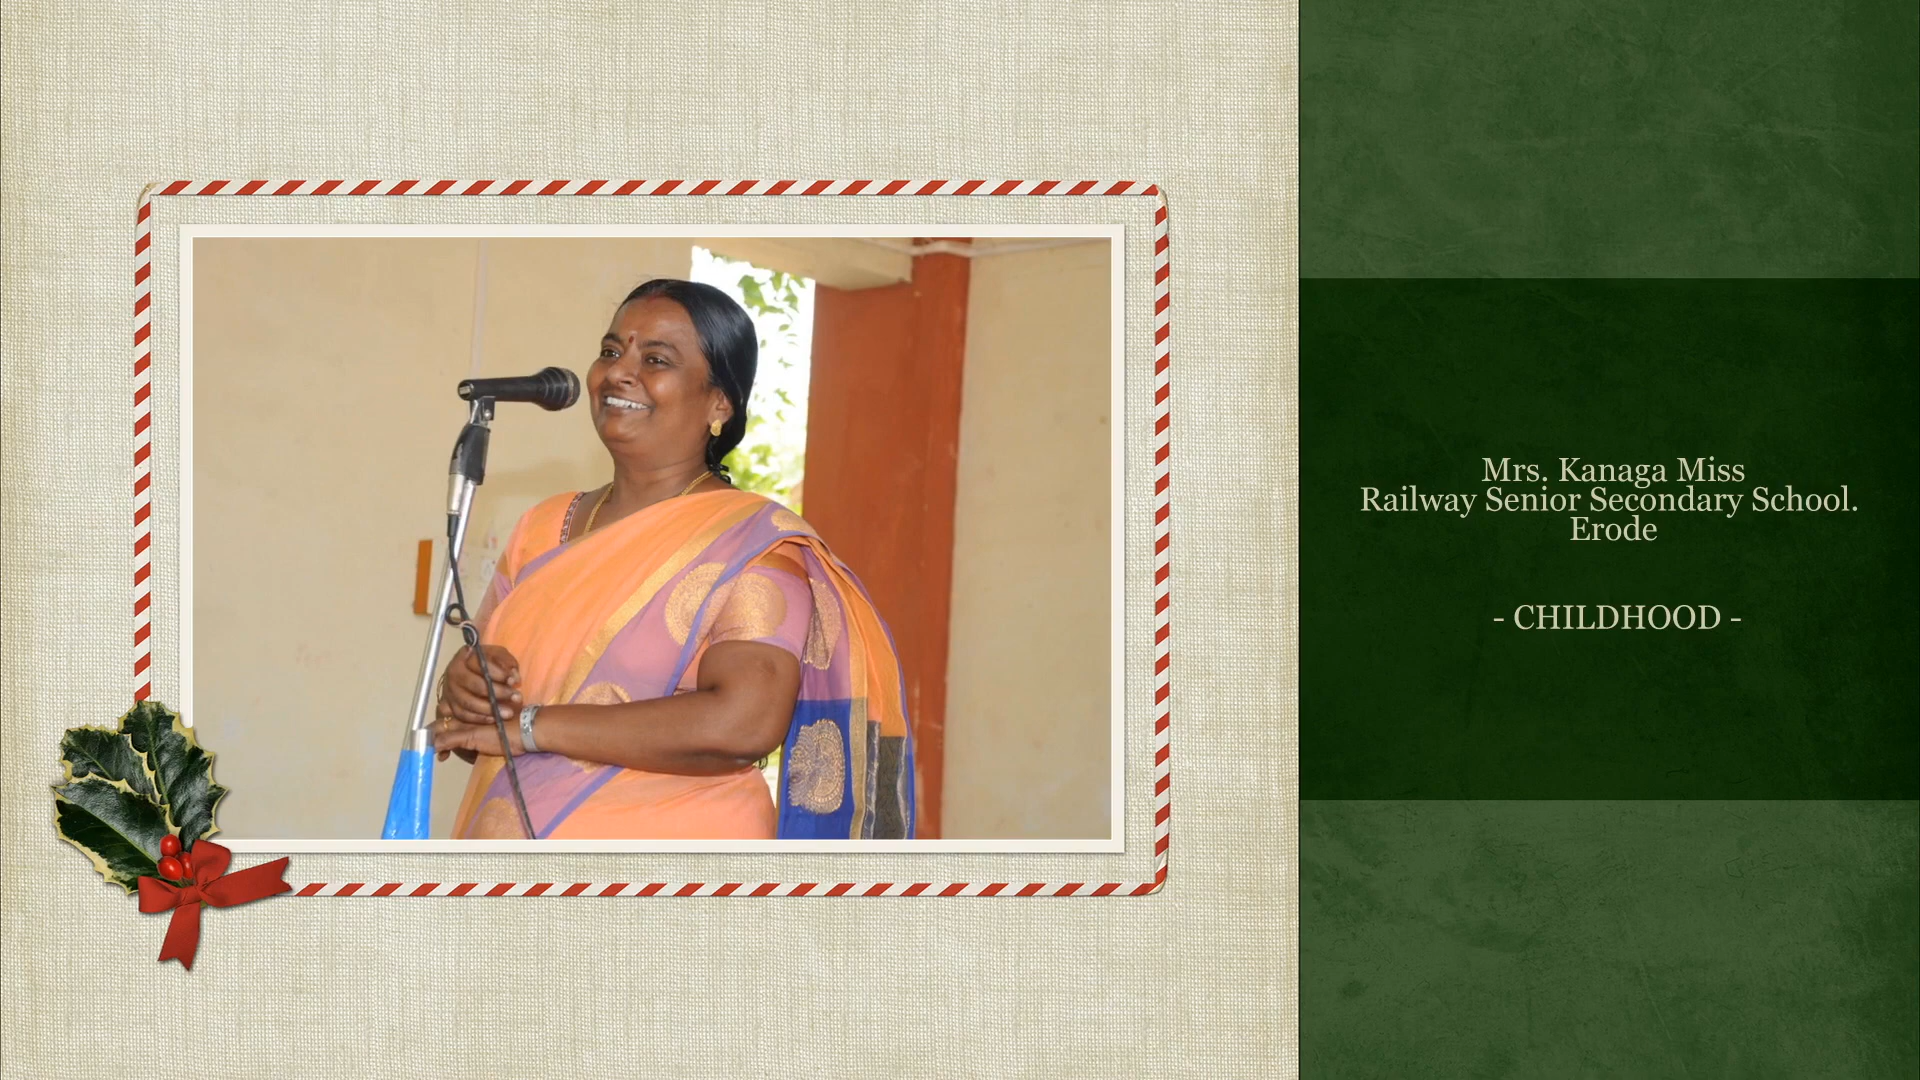 Mrs. Kanaga Miss
Railway Senior Secondary School.
Erode
- CHILDHOOD -